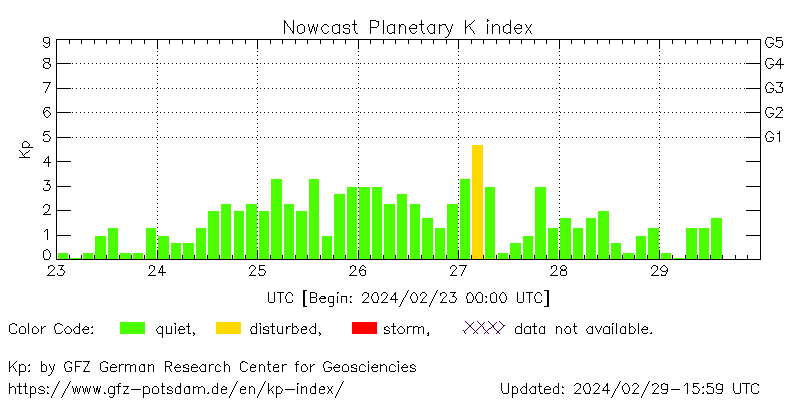 Nowcast Planetary K index
9 G5
8 G4
7 G3
6 G2
5 G1
Kp
4
3
2
1
0
23 24 25 26 27 28 29
UTC [Begin: 2024/02/23 00:00 UTC]
Color Code: quiet, disturbed, storm, data not available.
Kp: by GFZ German Research Center for Geosciencies
https://www.gfz-potsdam.de/en/kp-index/ Updated: 2024/02/29-15:59 UTC